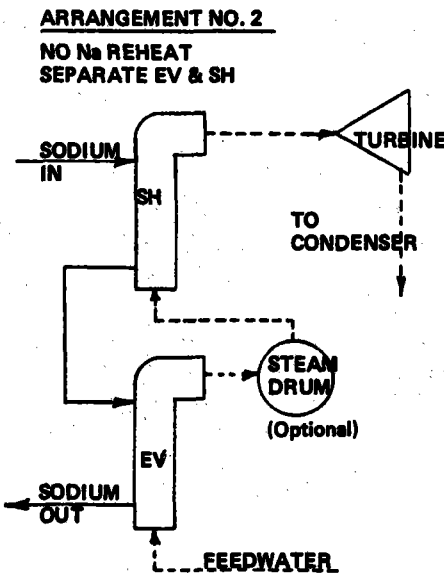 ARRANGEMENT NO. 2
NO Na REHEAT
SEPARATE EV & SH
SODIUM
IN
SH
TURBINE
TO
CONDENSER
STEAM
DRUM
(Optional)
EV
SODIUM
OUT
FEEDWATER